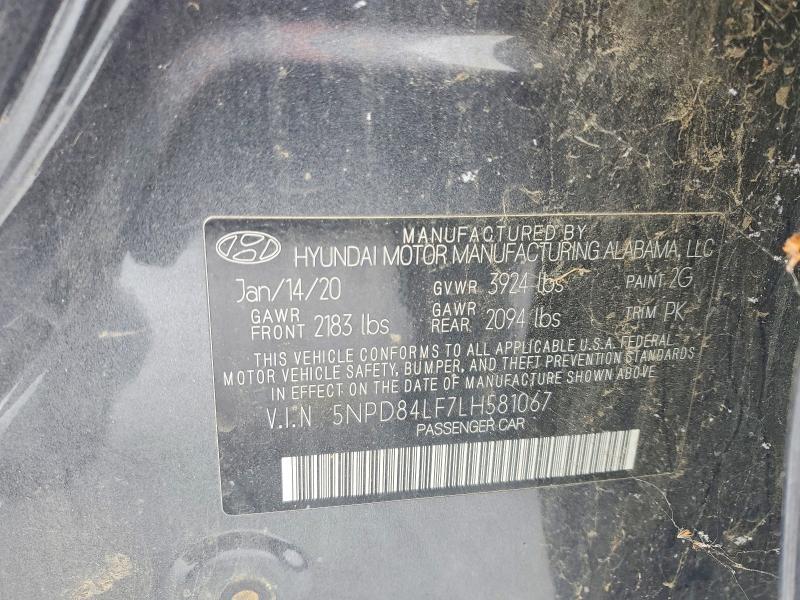 MANUFACTURED BY
HYUNDAI MOTOR MANUFACTURING ALABAMA, LLC
Jan/14/20 GVWR 3924 lbs PAINT 2G
GAWR FRONT 2183 lbs GAWR REAR 2094 lbs TRIM PK
THIS VEHICLE CONFORMS TO ALL APPLICABLE U.S.A. FEDERAL
MOTOR VEHICLE SAFETY, BUMPER, AND THEFT PREVENTION STANDARDS
IN EFFECT ON THE DATE OF MANUFACTURE SHOWN ABOVE
V.I.N 5NPD84LF7LH581067
PASSENGER CAR